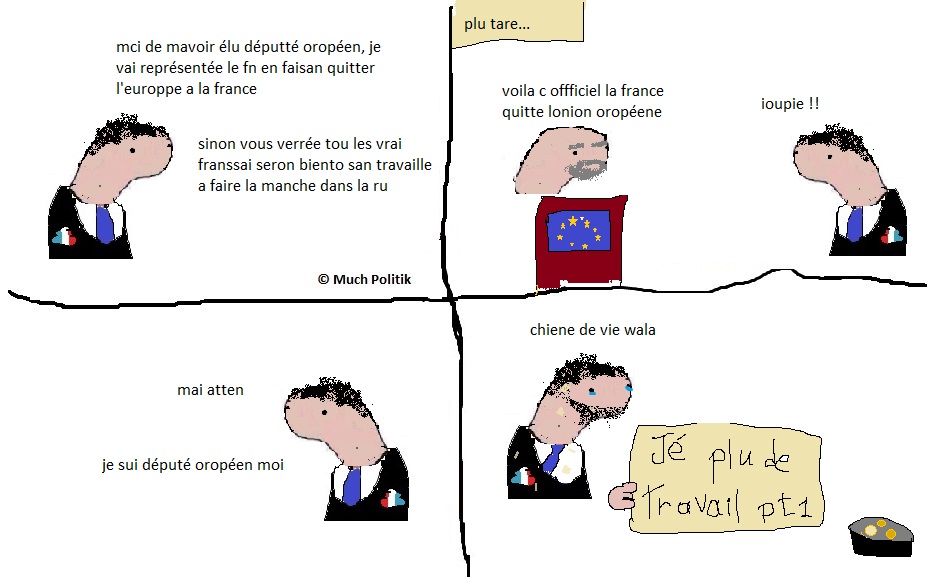 mci de mavoir élu députté oropéen, je
vai représentée le fn en faisan quitter
l'europpe a la france
sinon vous verrée tou les vrai
franssai seron biento san travaille
a faire la manche dans la ru
© Much Politik
plu tare...
voila c offficiel la france
quitte lonion oropéene
ioupie !!
mai atten
je sui député oropéen moi
chiene de vie wala
Jé plu de
travail pt1